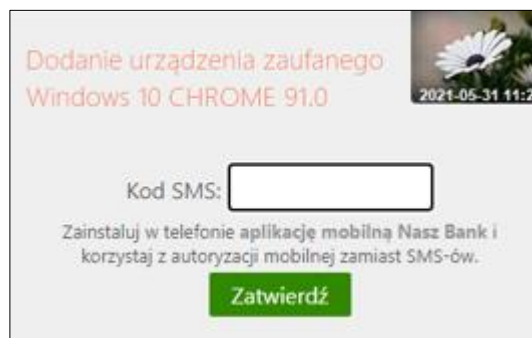 Dodanie urządzenia zaufanego
Windows 10 CHROME 91.0
2021-05-31 11:2
Kod SMS:
Zainstaluj w telefonie aplikację mobilną Nasz Bank i
korzystaj z autoryzacji mobilnej zamiast SMS-ów.
Zatwierdź